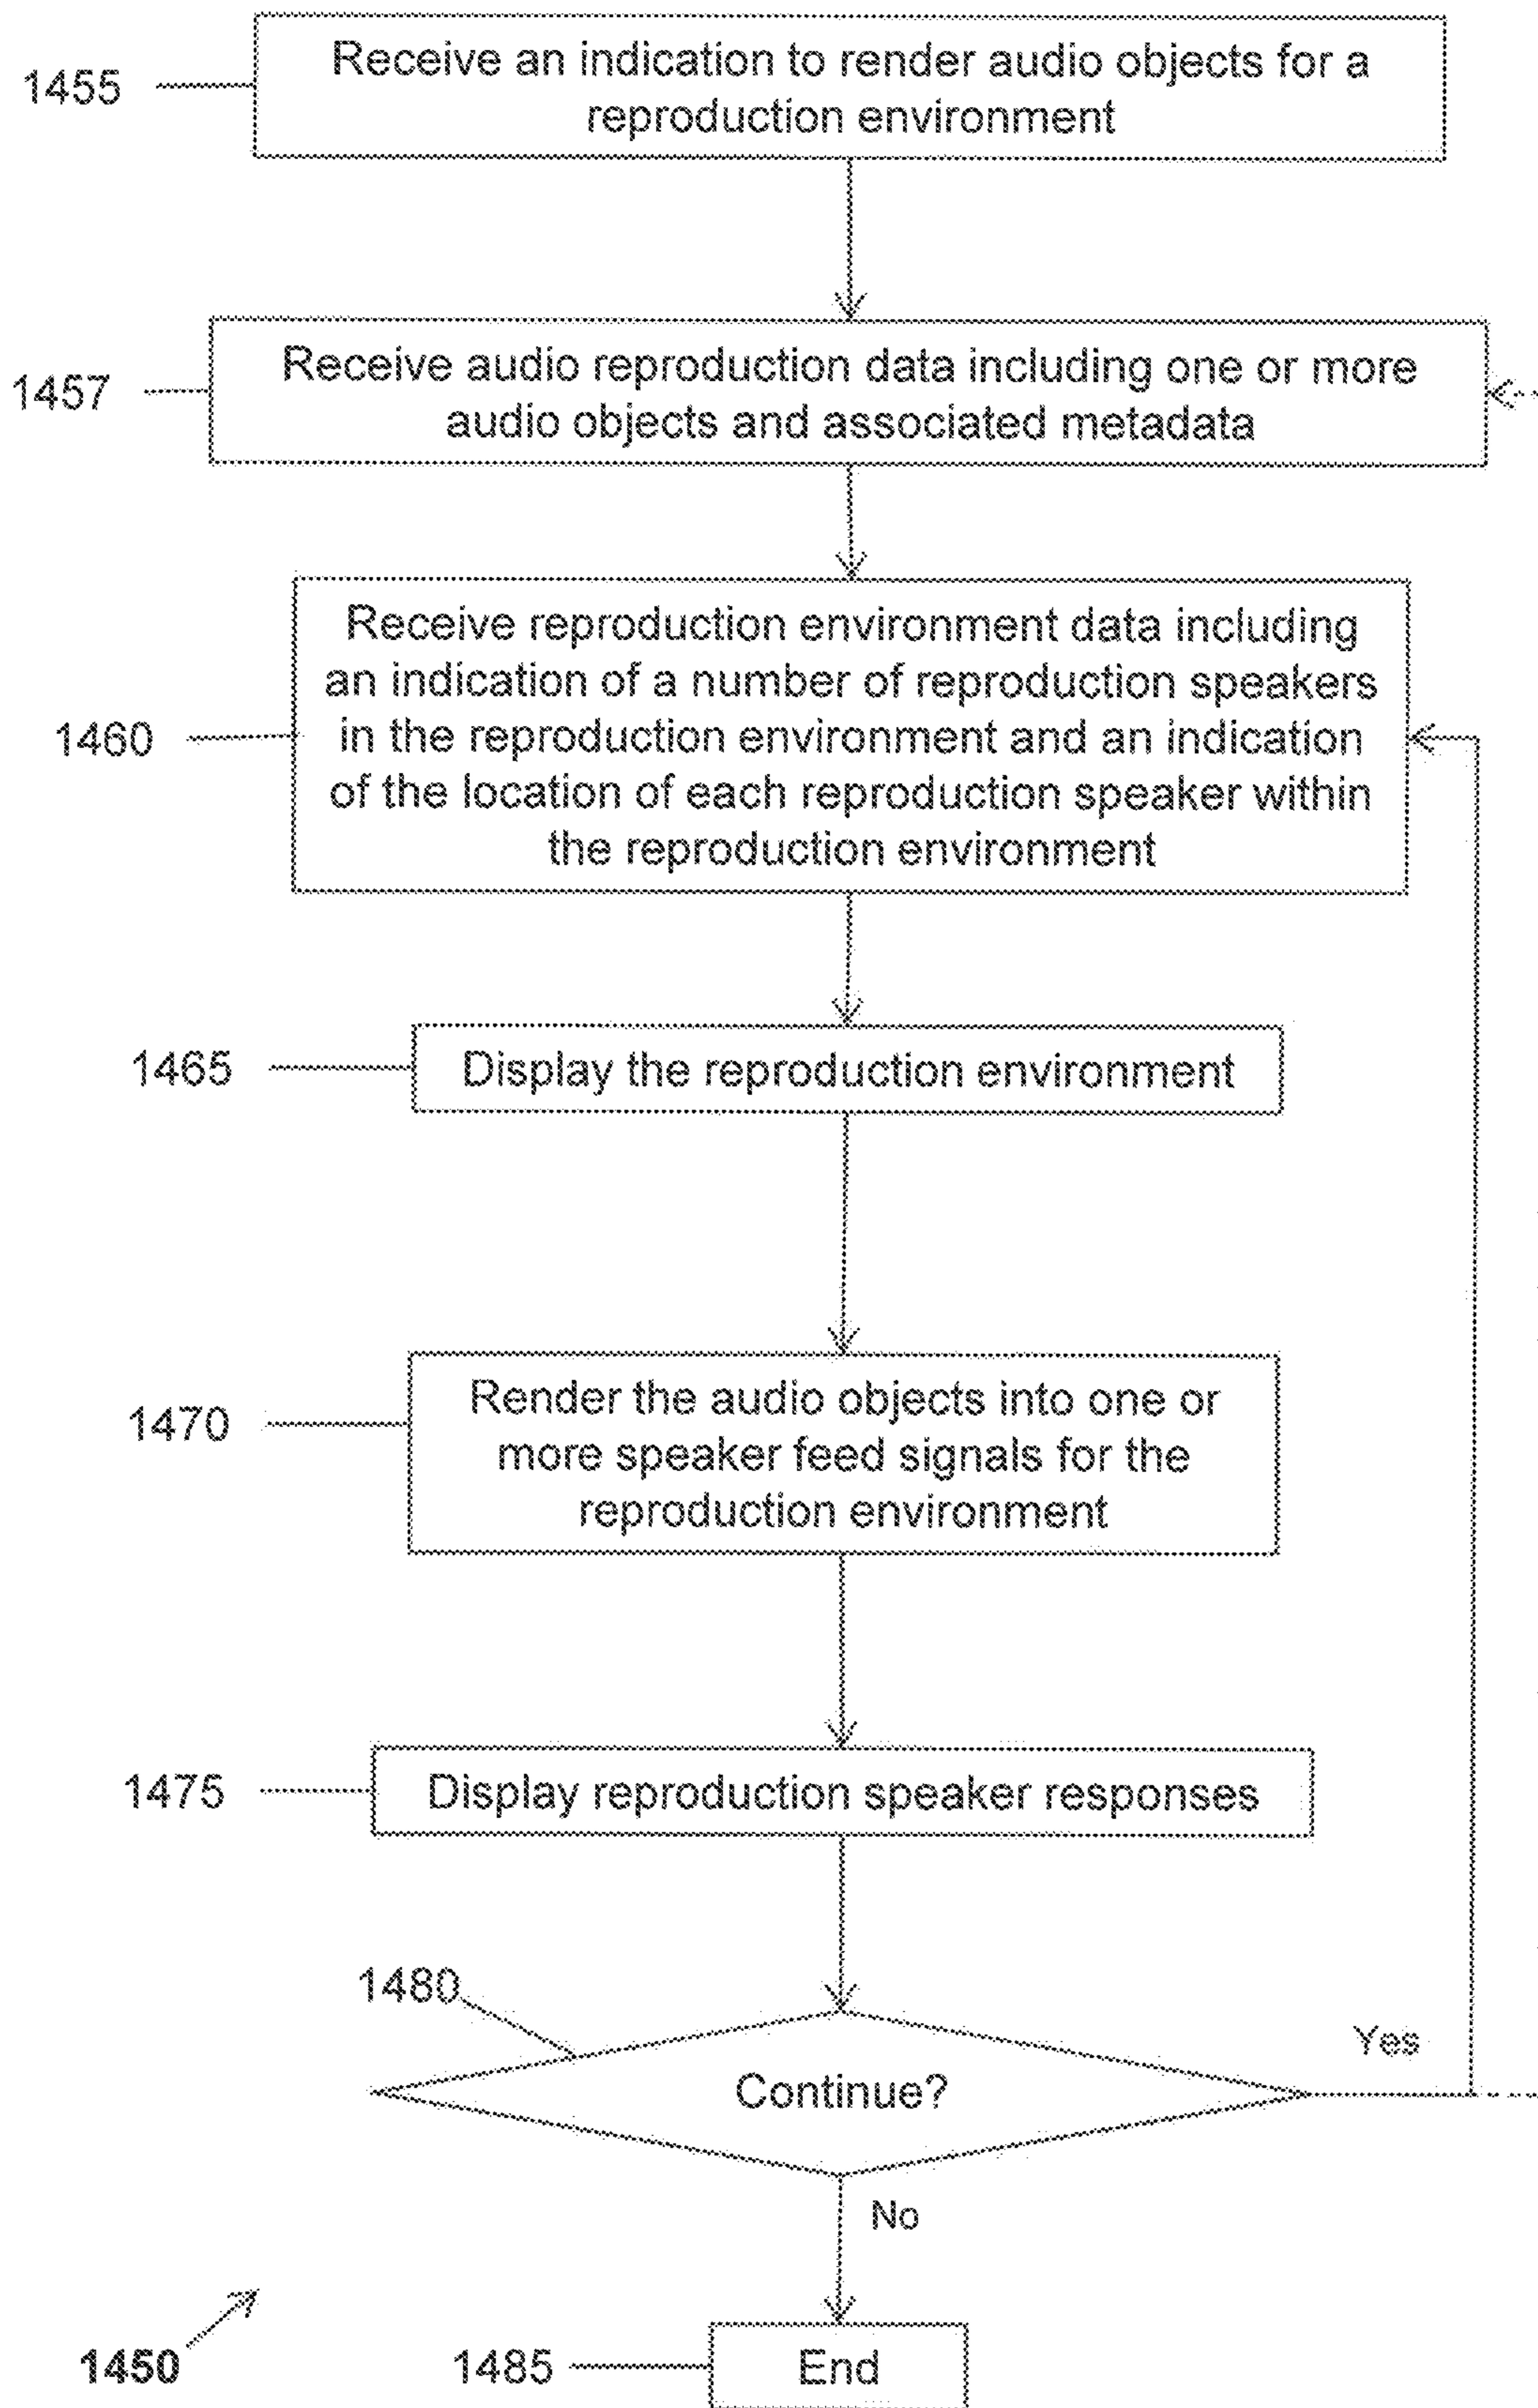 1455
Receive an indication to render audio objects for a
reproduction environment
1457
Receive audio reproduction data including one or more
audio objects and associated metadata
1460
Receive reproduction environment data including
an indication of a number of reproduction speakers
in the reproduction environment and an indication
of the location of each reproduction speaker within
the reproduction environment
1465
Display the reproduction environment
1470
Render the audio objects into one or
more speaker feed signals for the
reproduction environment
1475
Display reproduction speaker responses
1480
Continue?
Yes
No
1450
1485
End